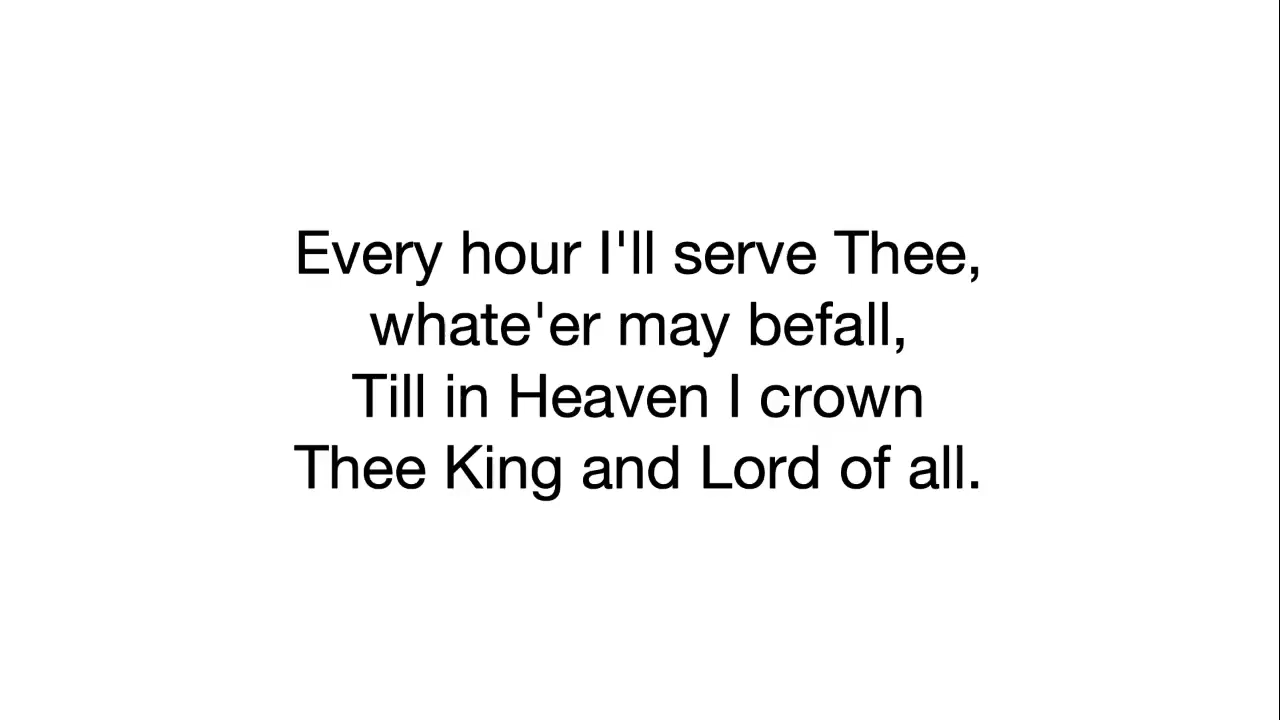 Every hour I'll serve Thee,
whate'er may befall,
Till in Heaven I crown
Thee King and Lord of all.